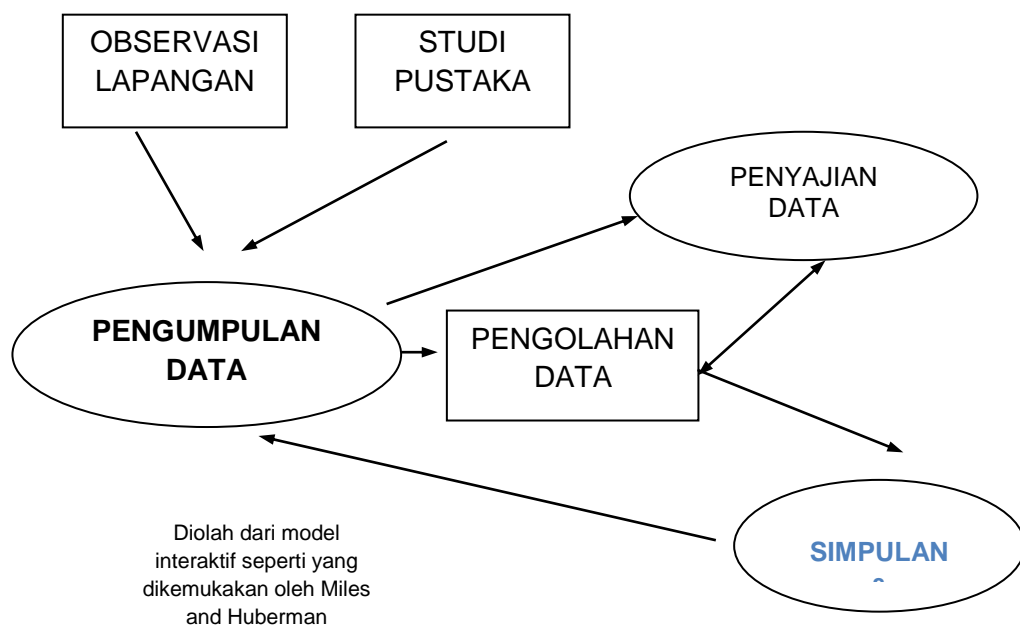 OBSERVASI
LAPANGAN
STUDI
PUSTAKA
PENYAJIAN
DATA
PENGUMPULAN
DATA
PENGOLAHAN
DATA
SIMPULAN
Diolah dari model
interaktif seperti yang
dikemukakan oleh Miles
and Huberman